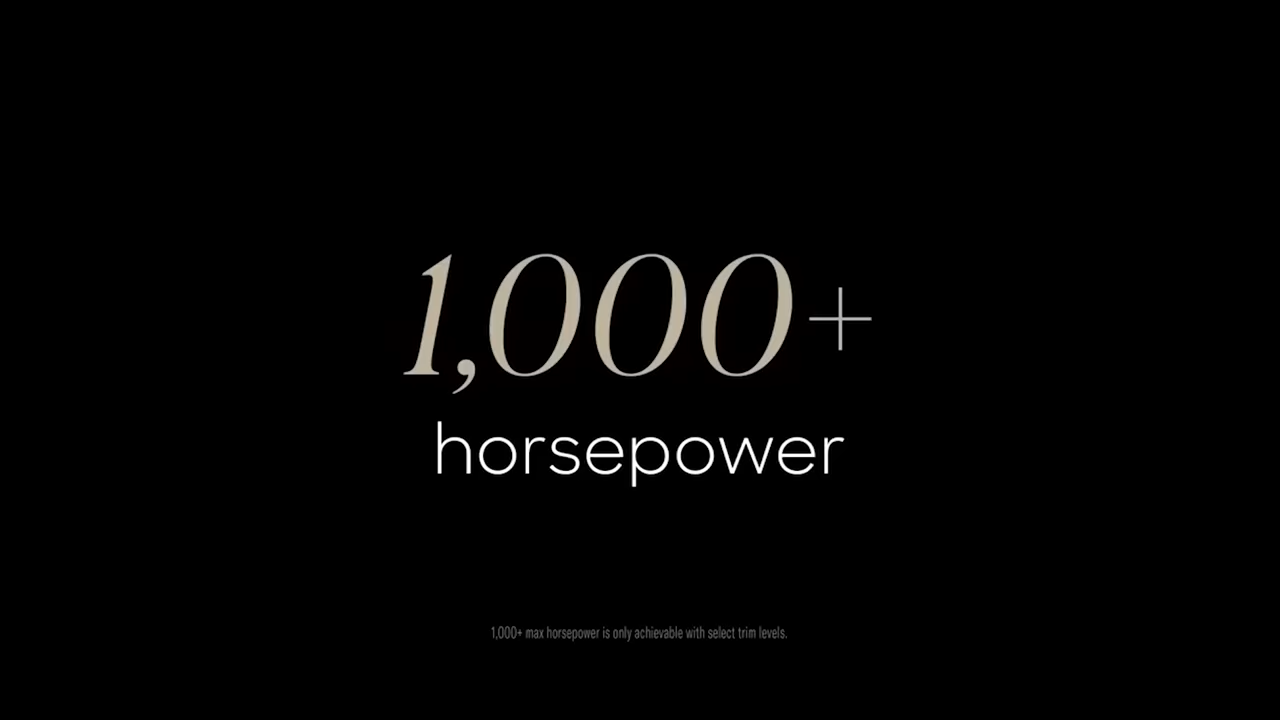 1,000+
horsepower
1,000+ max horsepower is only achievable with select trim levels.